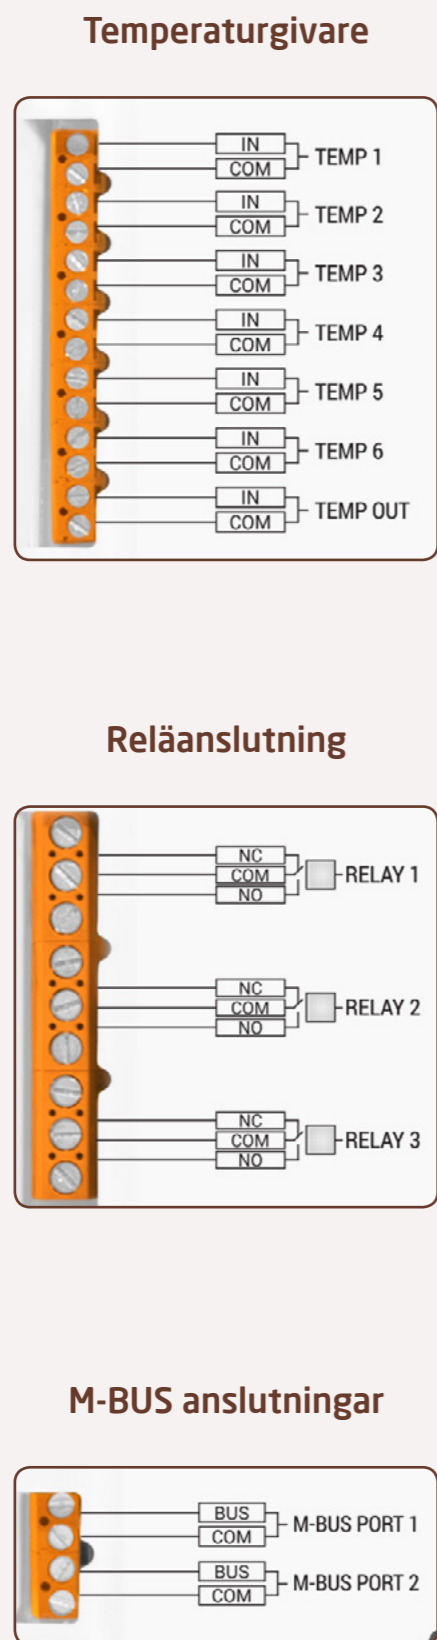 Temperaturgivare
IN
COM
TEMP 1
IN
COM
TEMP 2
IN
COM
TEMP 3
IN
COM
TEMP 4
IN
COM
TEMP 5
IN
COM
TEMP 6
IN
COM
TEMP OUT
Reläanslutning
NC
COM
NO
RELAY 1
NC
COM
NO
RELAY 2
NC
COM
NO
RELAY 3
M-BUS anslutningar
BUS
COM
M-BUS PORT 1
BUS
COM
M-BUS PORT 2